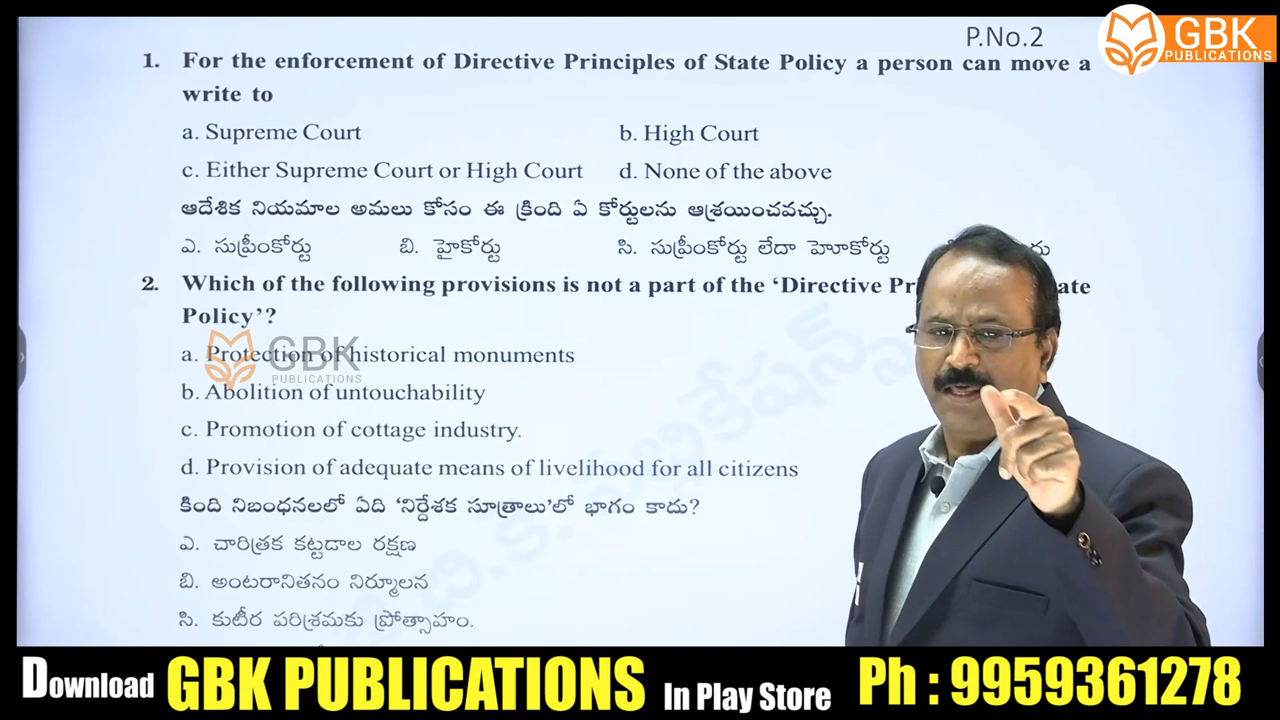 P.No.2
GBK
PUBLICATIONS
1. For the enforcement of Directive Principles of State Policy a person can move a
write to
a. Supreme Court b. High Court
c. Either Supreme Court or High Court d. None of the above
ఆదేశిక నియమాల అమలు కోసం ఈ క్రింది ఏ కోర్టులను ఆశ్రయించవచ్చు.
ఎ. సుప్రీంకోర్టు బి. హైకోర్టు సి. సుప్రీంకోర్టు లేదా హెూకోర్టు
2. Which of the following provisions is not a part of the ‘Directive
Policy’?
GBK
PUBLICATIONS
a. Protection of historical monuments
b. Abolition of untouchability
c. Promotion of cottage industry.
d. Provision of adequate means of livelihood for all citizens
కింది నిబంధనలలో ఏది ‘నిర్దేశక సూత్రాలు’లో భాగం కాదు?
ఎ. చారిత్రక కట్టడాల రక్షణ
బి. అంటరానితనం నిర్మూలన
సి. కుటీర పరిశ్రమకు ప్రోత్సాహం.
Download GBK PUBLICATIONS In Play Store Ph : 9959361278